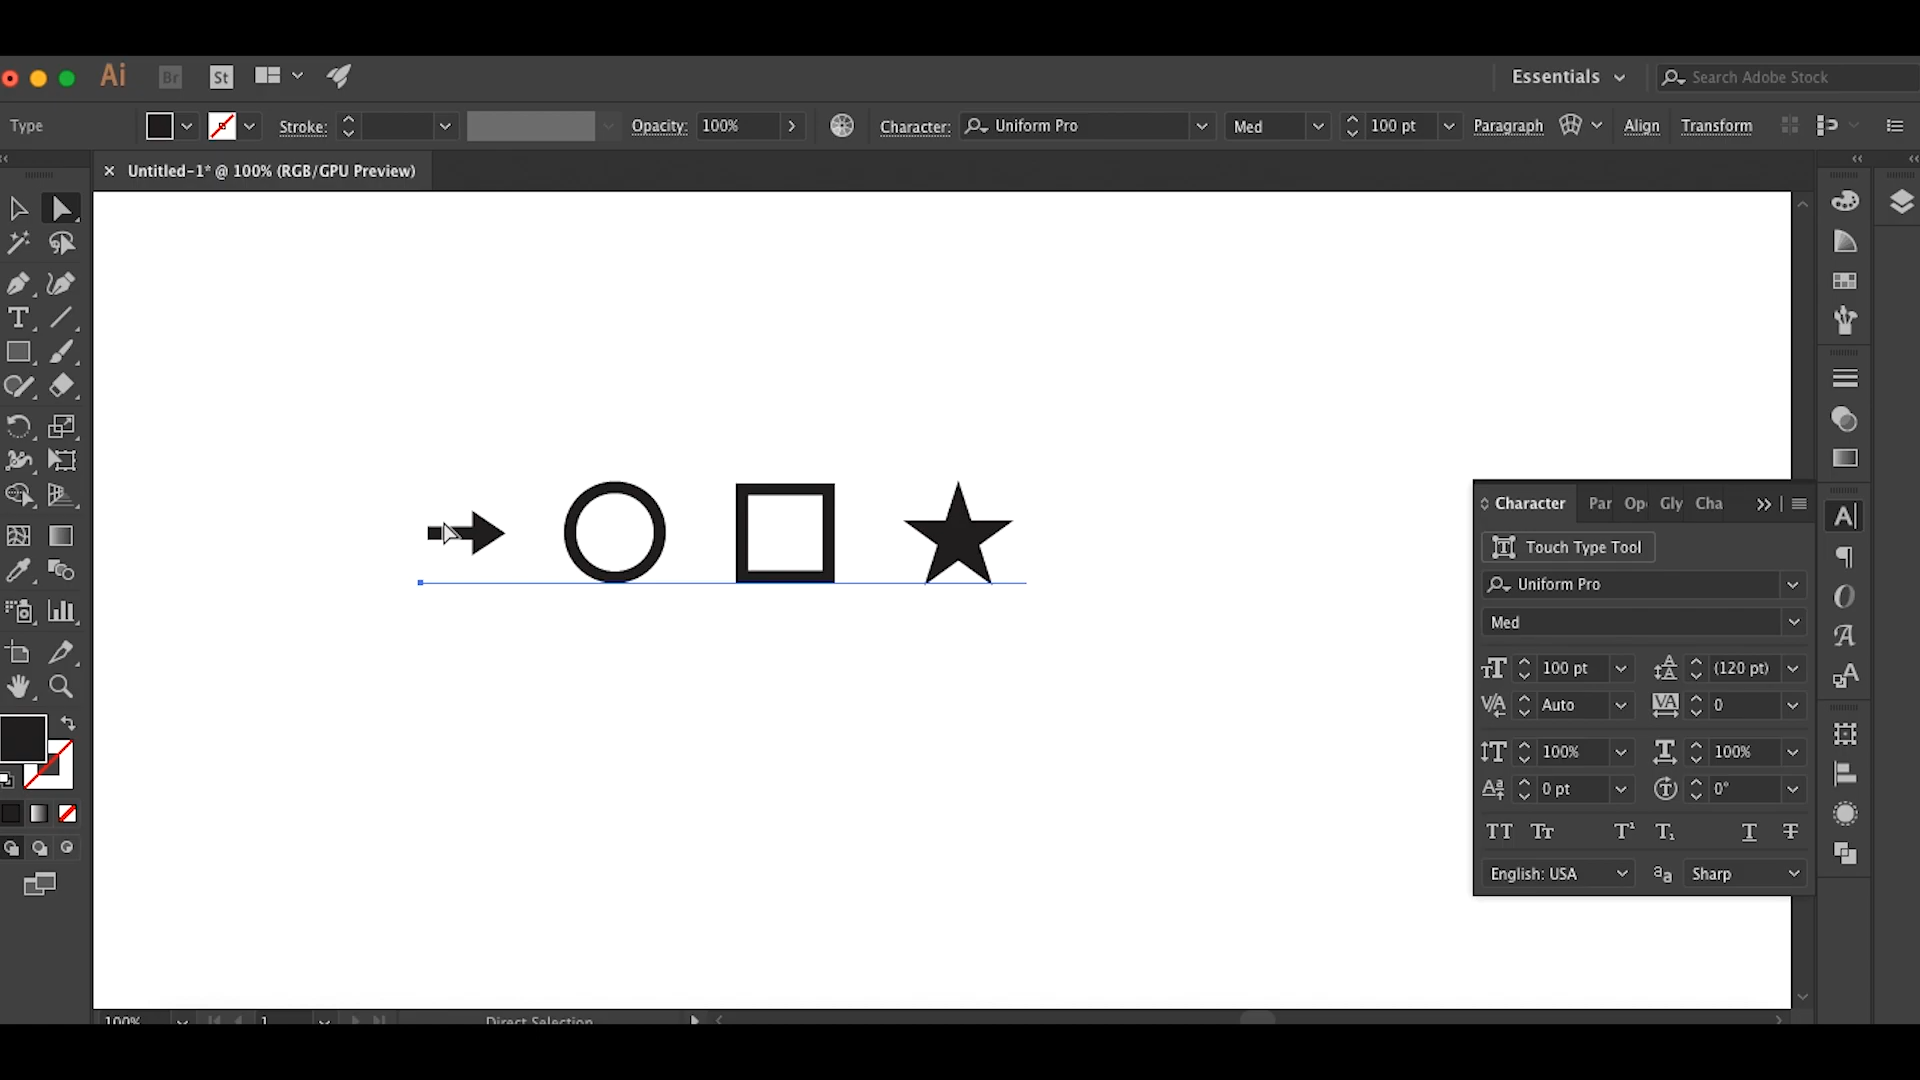 Ai Br St Essentials Search Adobe Stock
Type Stroke: Opacity: 100% Character: Uniform Pro Med 100 pt Paragraph Align Transform
× Untitled-1* @ 100% (RGB/GPU Preview)
Character Par Op Gly Cha
Touch Type Tool
Uniform Pro
Med
100 pt (120 pt)
Auto 0
100% 100%
0 pt 0°
English: USA Sharp
100% 1 Direct Selection